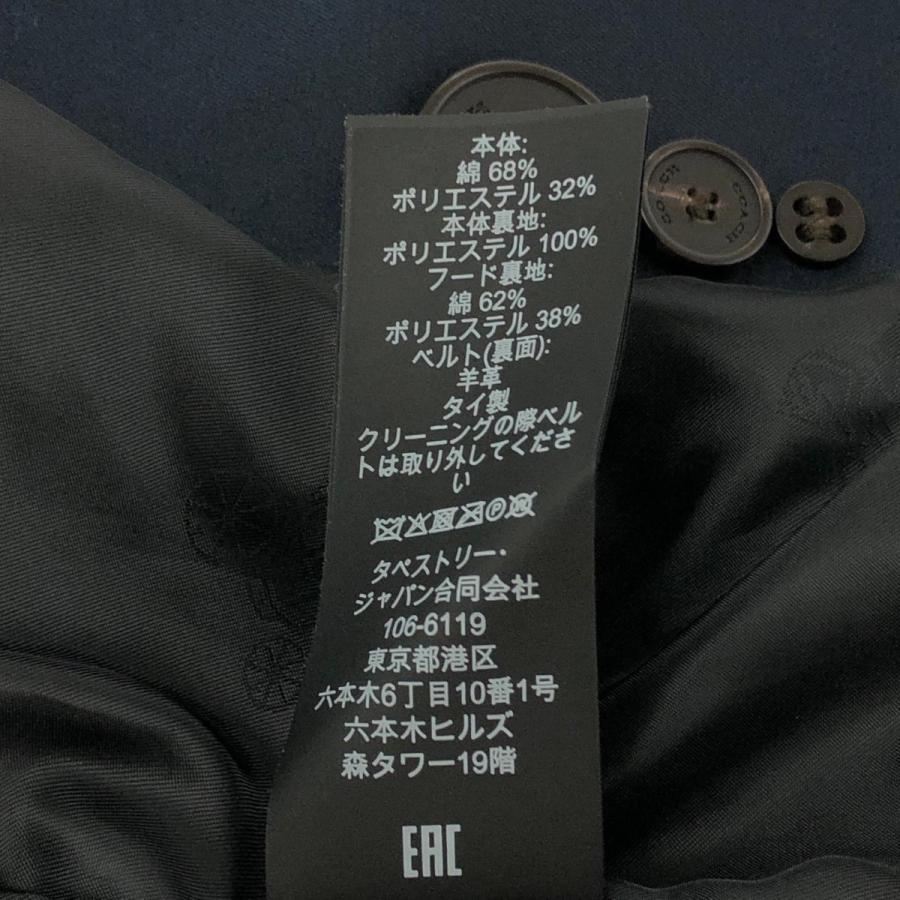 本体:
綿 68%
ポリエステル 32%
本体裏地:
ポリエステル 100%
フード裏地:
綿 62%
ポリエステル 38%
ベルト(裏面):
羊革
タイ製
クリーニングの際ベル
トは取り外してくださ
い
タペストリー・
ジャパン合同会社
106-6119
東京都港区
六本木6丁目10番1号
六本木ヒルズ
森タワー19階
EAC
COACH
COACH